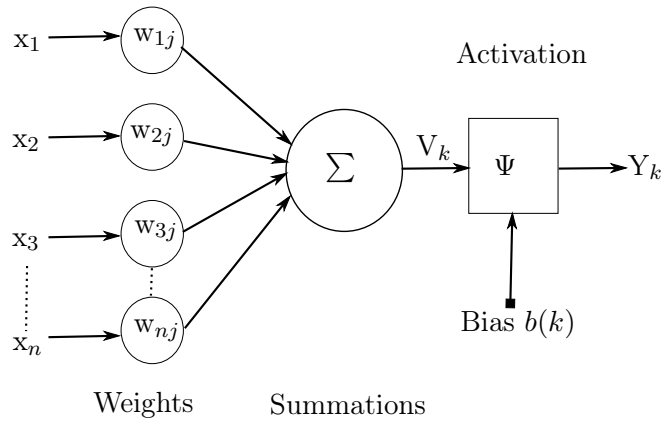 Activation
x1 w1j
x2 w2j
x3 w3j
xn wnj
Σ
Vk
Ψ
Yk
Bias b(k)
Weights
Summations